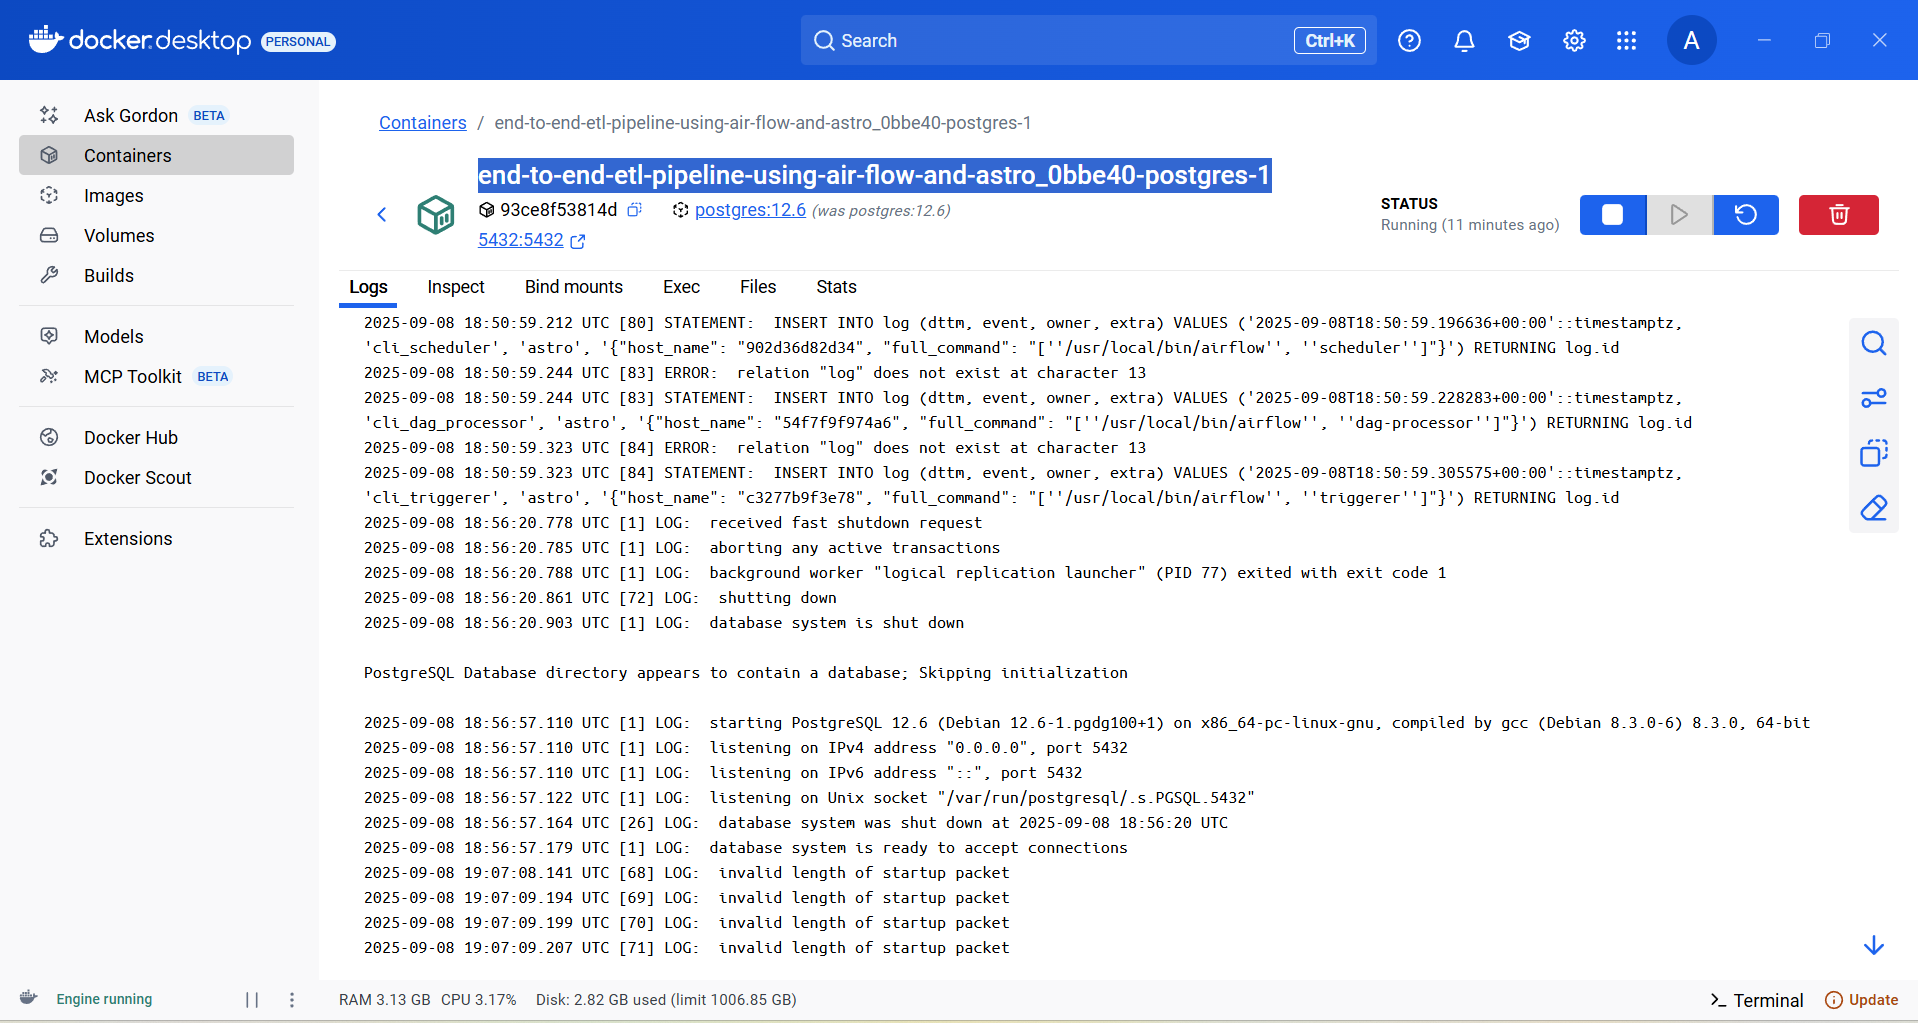 docker.desktop PERSONAL
Search
Ctrl+K
A
Ask Gordon BETA
Containers
Images
Volumes
Builds
Models
MCP Toolkit BETA
Docker Hub
Docker Scout
Extensions
Containers / end-to-end-etl-pipeline-using-air-flow-and-astro_0bbe40-postgres-1
end-to-end-etl-pipeline-using-air-flow-and-astro_0bbe40-postgres-1
93ce8f53814d postgres:12.6 (was postgres:12.6)
5432:5432
STATUS
Running (11 minutes ago)
Logs Inspect Bind mounts Exec Files Stats
2025-09-08 18:50:59.212 UTC [80] STATEMENT:  INSERT INTO log (dttm, event, owner, extra) VALUES ('2025-09-08T18:50:59.196636+00:00'::timestamptz,
'cli_scheduler', 'astro', '{"host_name": "902d36d82d34", "full_command": "[''/usr/local/bin/airflow'', ''scheduler'']"}') RETURNING log.id
2025-09-08 18:50:59.244 UTC [83] ERROR:  relation "log" does not exist at character 13
2025-09-08 18:50:59.244 UTC [83] STATEMENT:  INSERT INTO log (dttm, event, owner, extra) VALUES ('2025-09-08T18:50:59.228283+00:00'::timestamptz,
'cli_dag_processor', 'astro', '{"host_name": "54f7f9f974a6", "full_command": "[''/usr/local/bin/airflow'', ''dag-processor'']"}') RETURNING log.id
2025-09-08 18:50:59.323 UTC [84] ERROR:  relation "log" does not exist at character 13
2025-09-08 18:50:59.323 UTC [84] STATEMENT:  INSERT INTO log (dttm, event, owner, extra) VALUES ('2025-09-08T18:50:59.305575+00:00'::timestamptz,
'cli_triggerer', 'astro', '{"host_name": "c3277b9f3e78", "full_command": "[''/usr/local/bin/airflow'', ''triggerer'']"}') RETURNING log.id
2025-09-08 18:56:20.778 UTC [1] LOG:  received fast shutdown request
2025-09-08 18:56:20.785 UTC [1] LOG:  aborting any active transactions
2025-09-08 18:56:20.788 UTC [1] LOG:  background worker "logical replication launcher" (PID 77) exited with exit code 1
2025-09-08 18:56:20.861 UTC [72] LOG:  shutting down
2025-09-08 18:56:20.903 UTC [1] LOG:  database system is shut down
PostgreSQL Database directory appears to contain a database; Skipping initialization
2025-09-08 18:56:57.110 UTC [1] LOG:  starting PostgreSQL 12.6 (Debian 12.6-1.pgdg100+1) on x86_64-pc-linux-gnu, compiled by gcc (Debian 8.3.0-6) 8.3.0, 64-bit
2025-09-08 18:56:57.110 UTC [1] LOG:  listening on IPv4 address "0.0.0.0", port 5432
2025-09-08 18:56:57.110 UTC [1] LOG:  listening on IPv6 address "::", port 5432
2025-09-08 18:56:57.122 UTC [1] LOG:  listening on Unix socket "/var/run/postgresql/.s.PGSQL.5432"
2025-09-08 18:56:57.164 UTC [26] LOG:  database system was shut down at 2025-09-08 18:56:20 UTC
2025-09-08 18:56:57.179 UTC [1] LOG:  database system is ready to accept connections
2025-09-08 19:07:08.141 UTC [68] LOG:  invalid length of startup packet
2025-09-08 19:07:09.194 UTC [69] LOG:  invalid length of startup packet
2025-09-08 19:07:09.199 UTC [70] LOG:  invalid length of startup packet
2025-09-08 19:07:09.207 UTC [71] LOG:  invalid length of startup packet
Engine running
RAM 3.13 GB CPU 3.17% Disk: 2.82 GB used (limit 1006.85 GB)
Terminal
Update